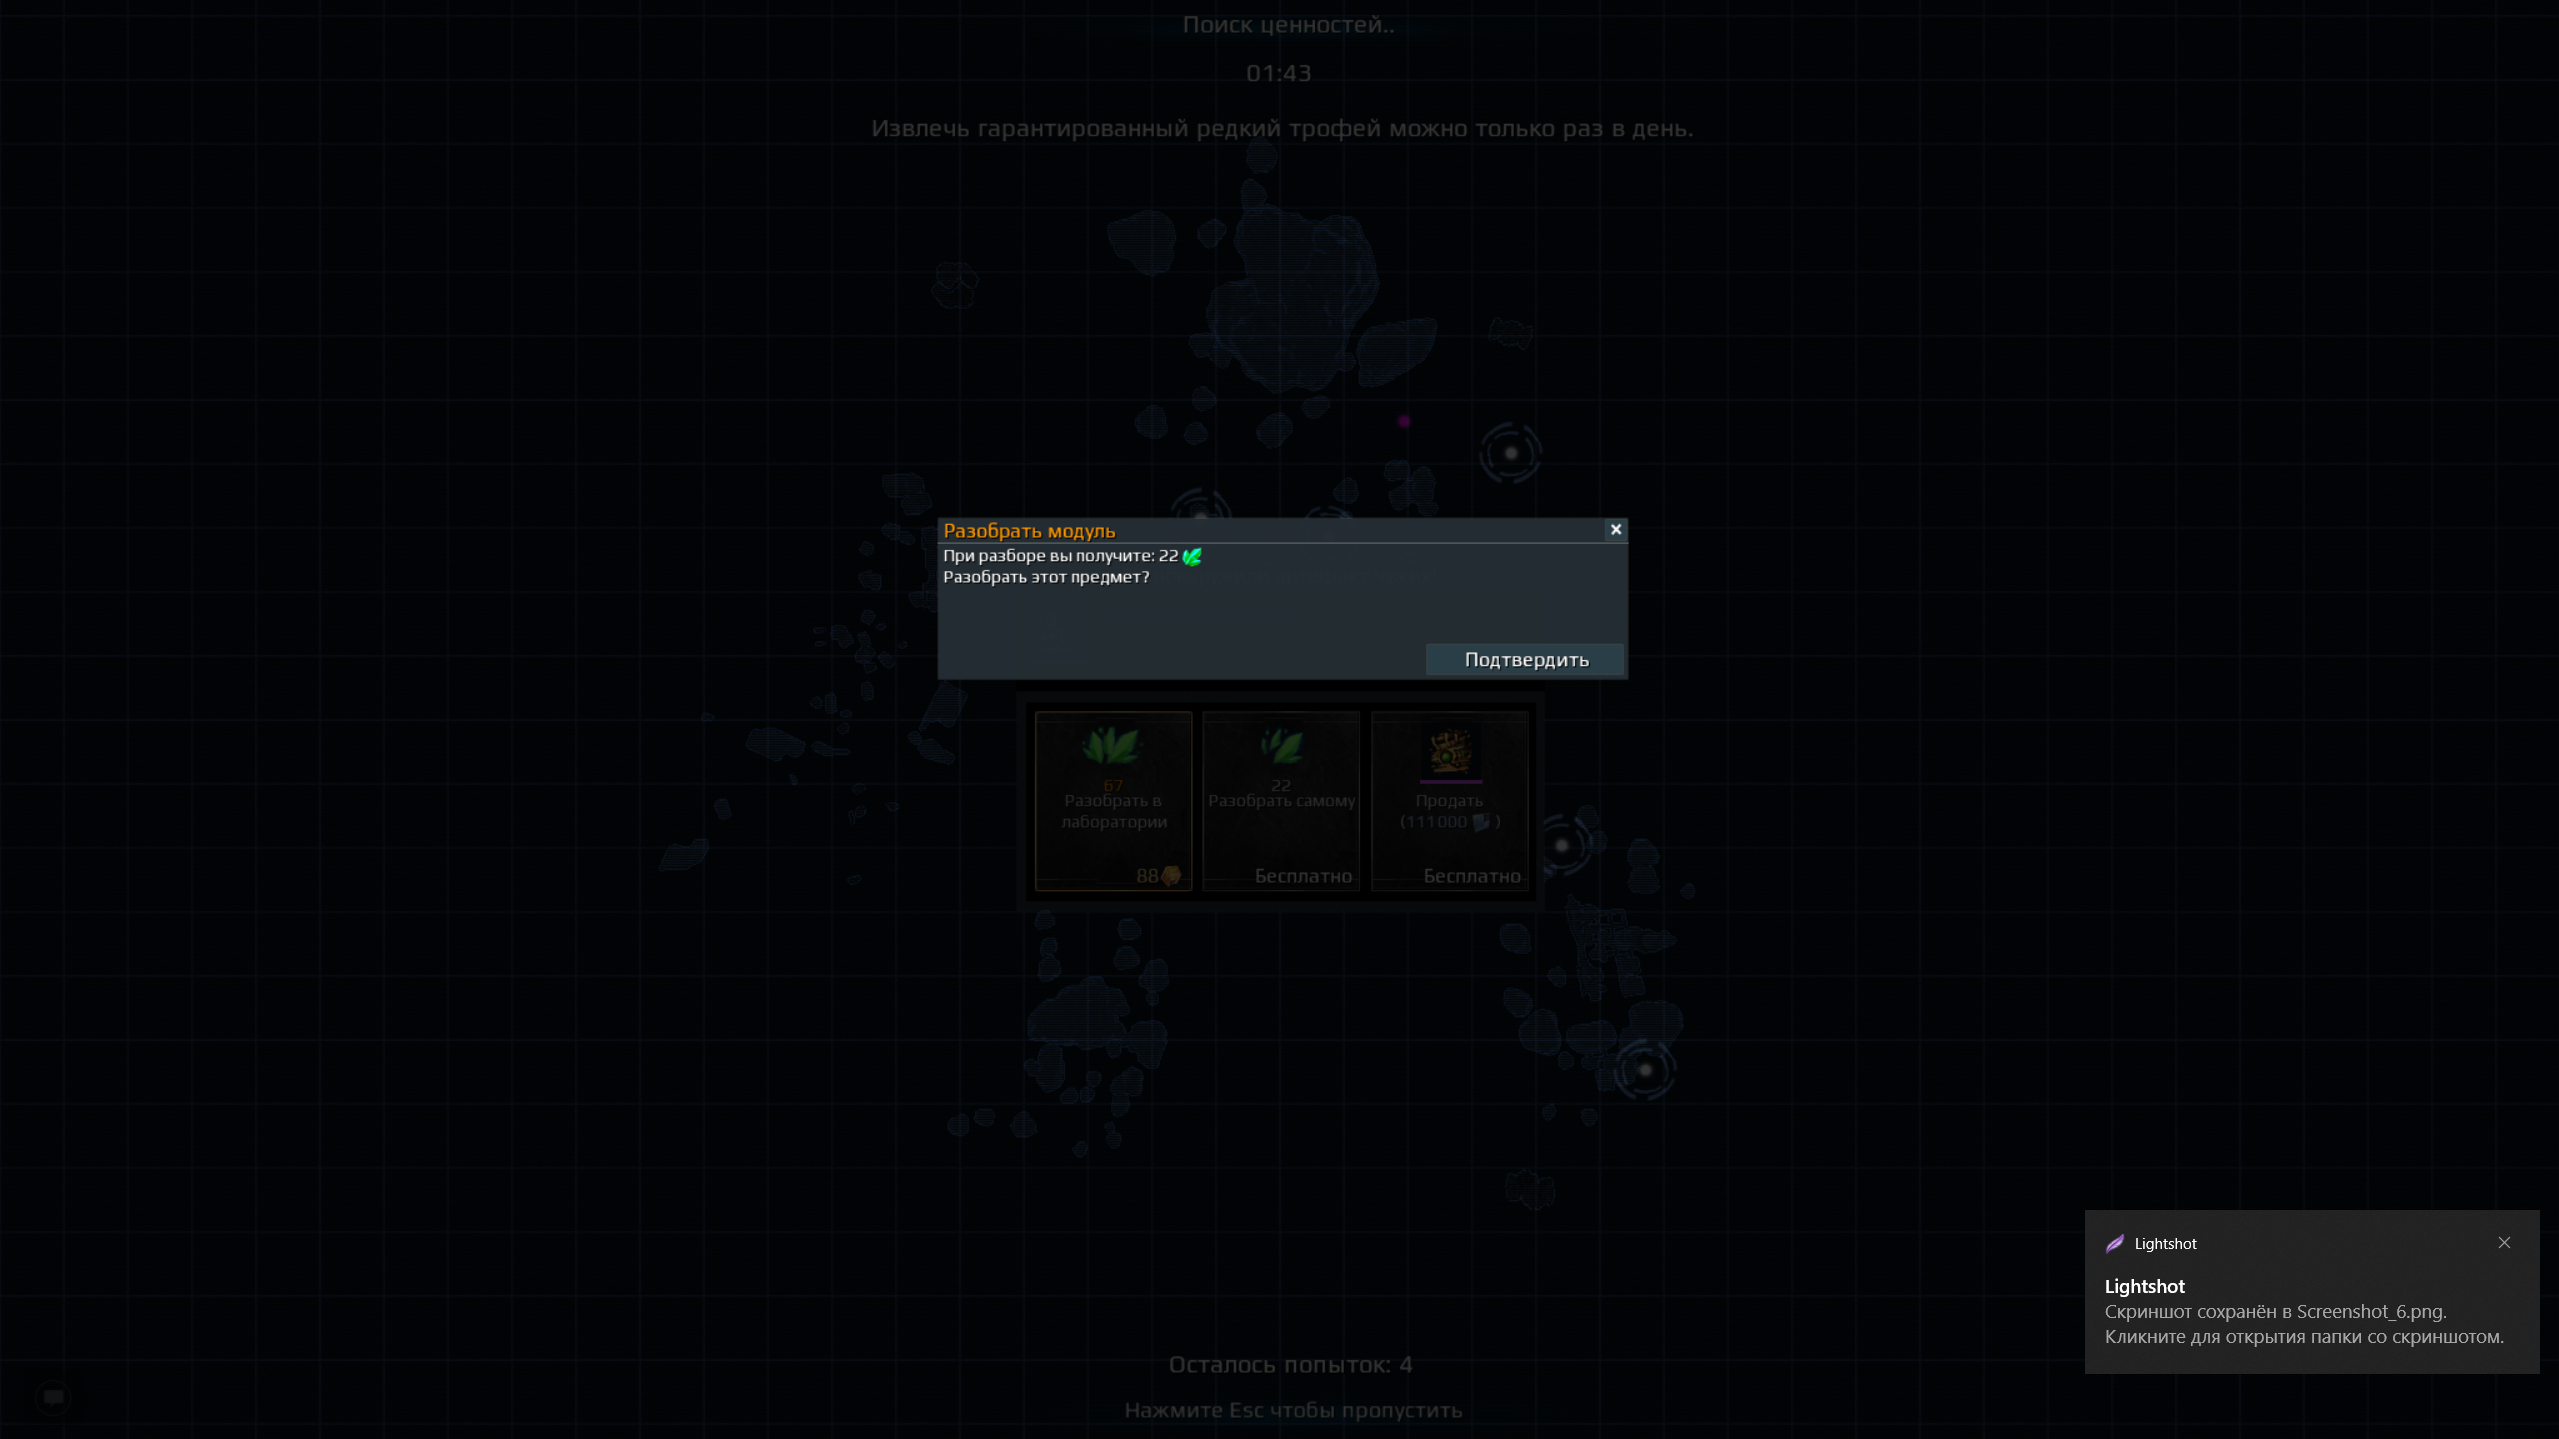 Поиск ценностей..
01:43
Извлечь гарантированный редкий трофей можно только раз в день.
Разобрать модуль
При разборе вы получите: 22
Разобрать этот предмет?
Подтвердить
67
Разобрать в
лаборатории
88
22
Разобрать самому
Бесплатно
Продать
(111 000 )
Бесплатно
Lightshot
Lightshot
Скриншот сохранён в Screenshot_6.png.
Кликните для открытия папки со скриншотом.
Осталось попыток: 4
Нажмите Esc чтобы пропустить